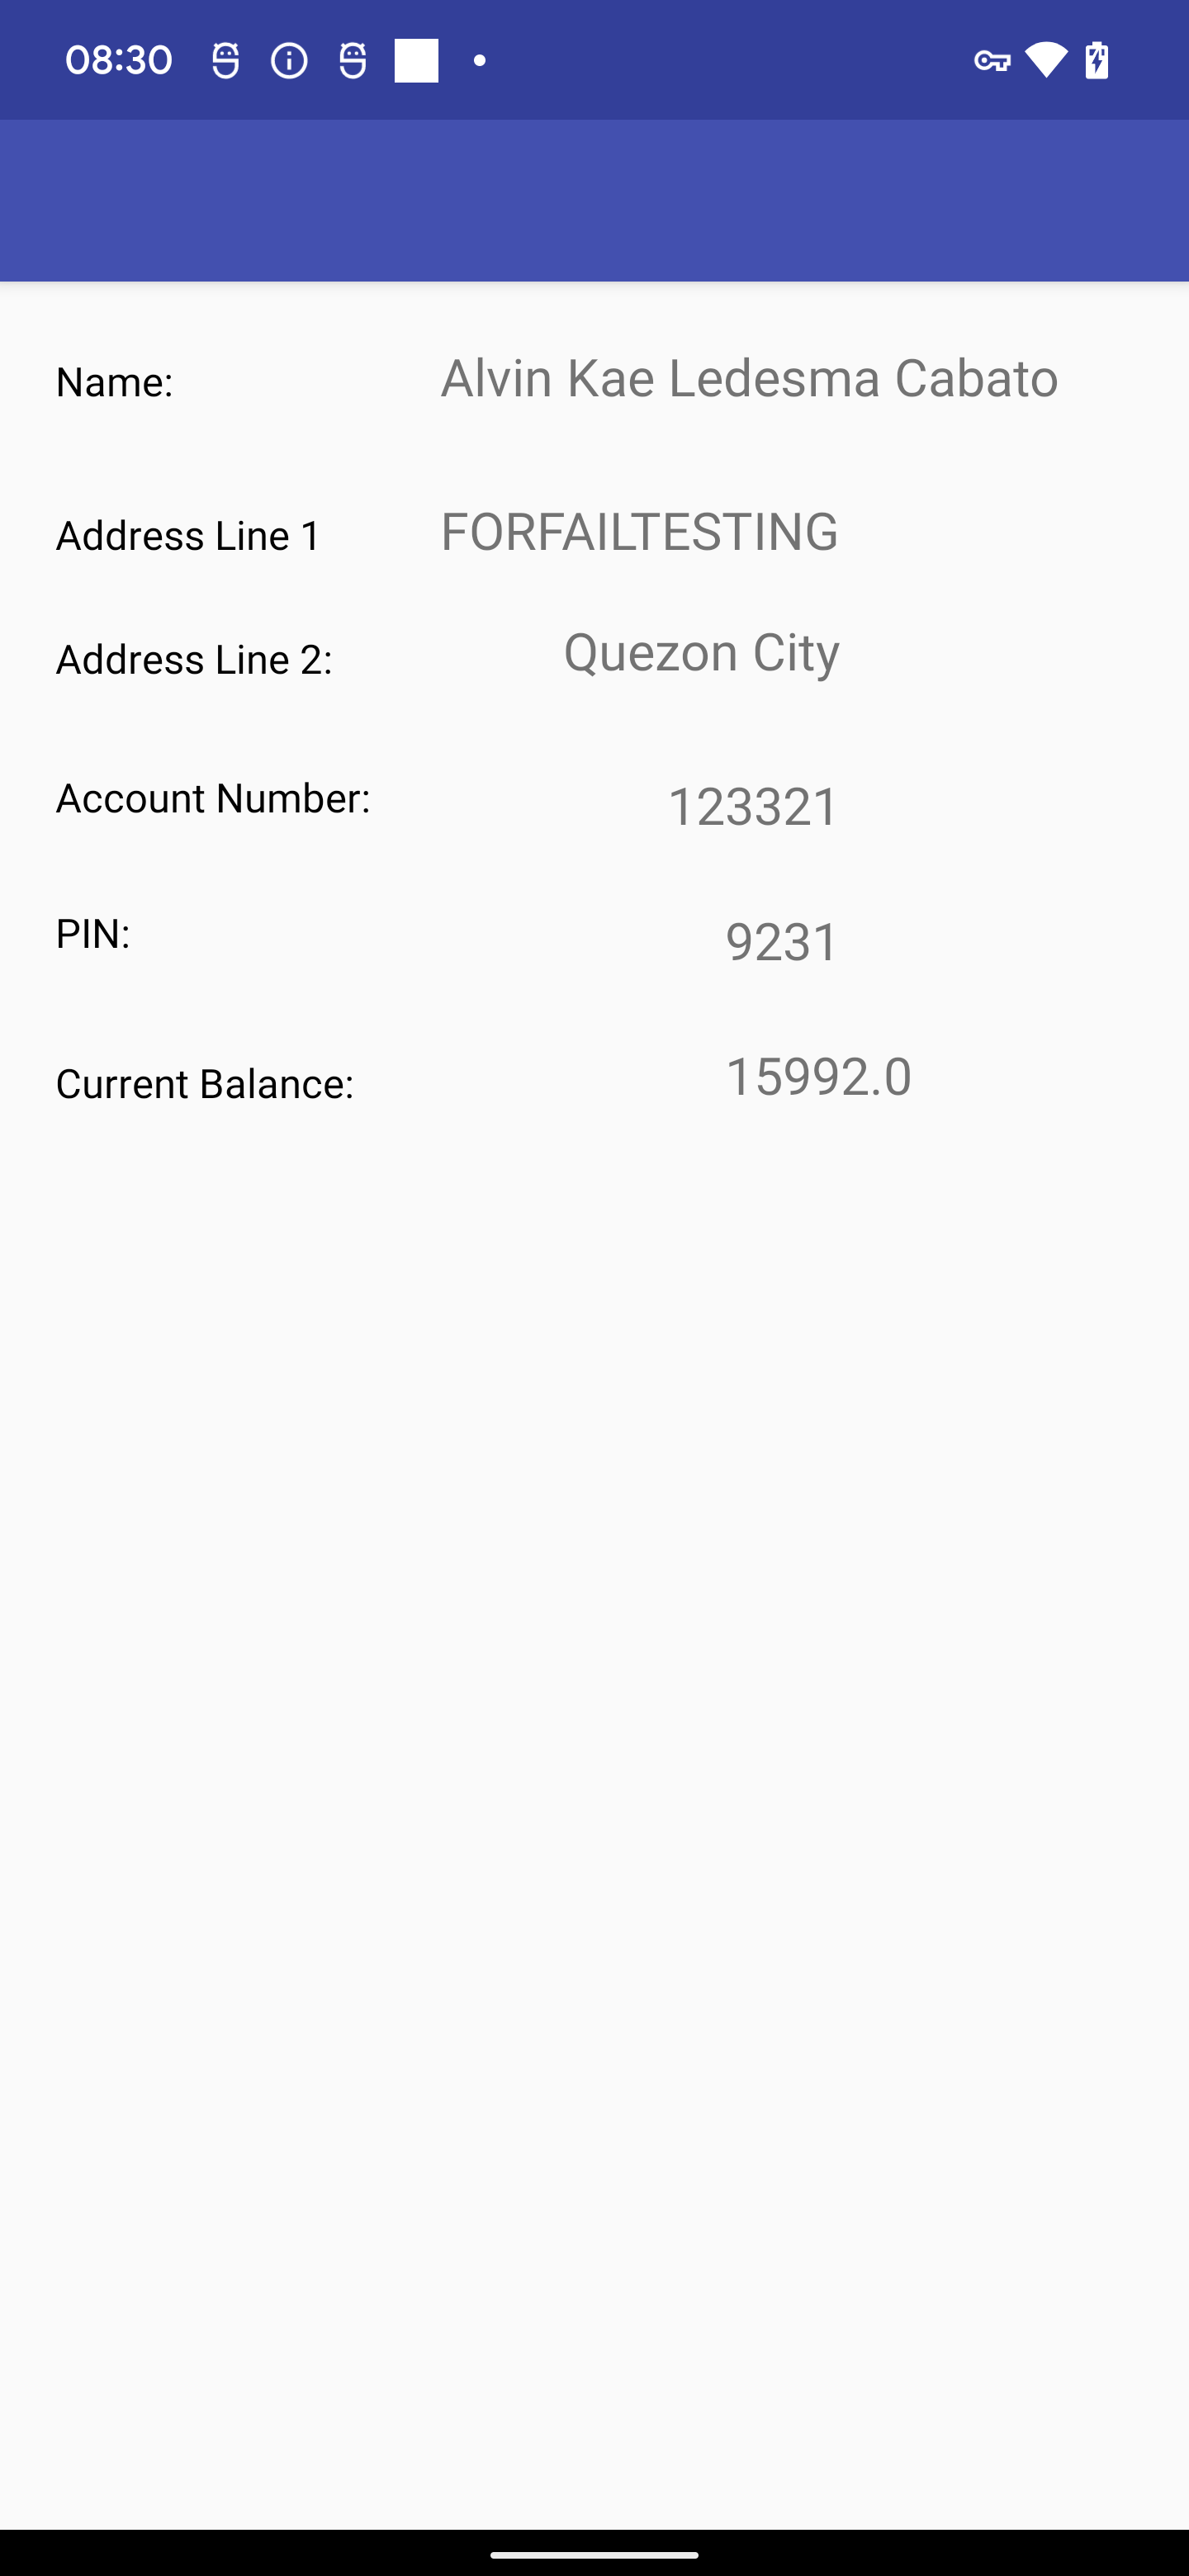 08:30
Name: Alvin Kae Ledesma Cabato
Address Line 1 FORFAILTESTING
Address Line 2: Quezon City
Account Number: 123321
PIN: 9231
Current Balance: 15992.0